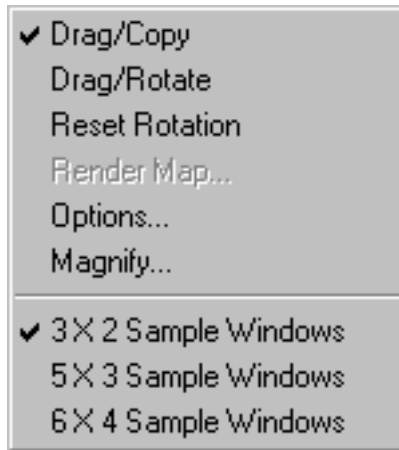 Drag/Copy
Drag/Rotate
Reset Rotation
Render Map...
Options...
Magnify...
3 X 2 Sample Windows
5 X 3 Sample Windows
6 X 4 Sample Windows